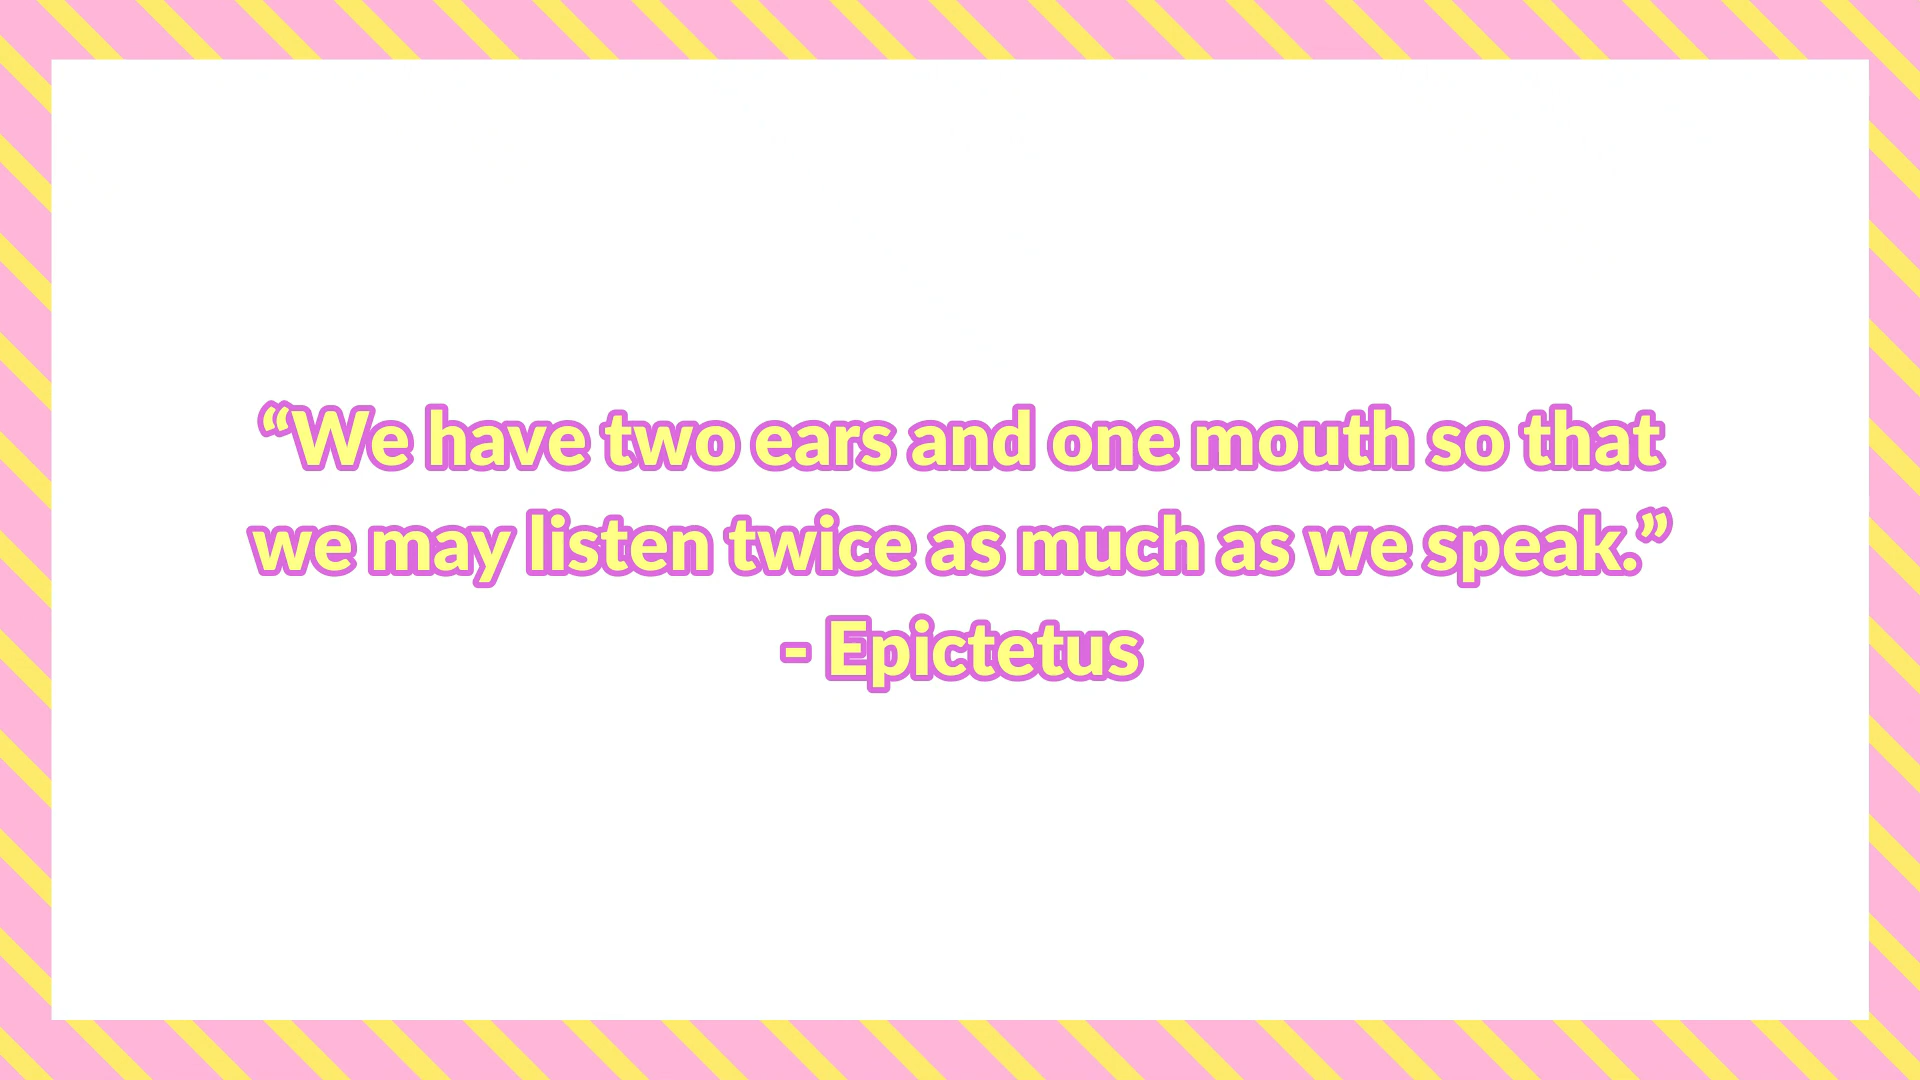 “We have two ears and one mouth so that
we may listen twice as much as we speak.”
- Epictetus